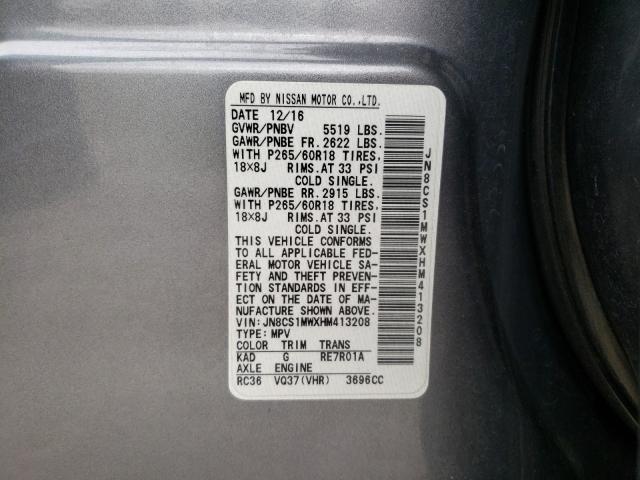 MFD BY NISSAN MOTOR CO.,LTD.
DATE 12/16
GVWR/PNBV 5519 LBS.
GAWR/PNBE FR. 2622 LBS.
WITH P265/60R18 TIRES,
18×8J RIMS.AT 33 PSI
COLD SINGLE.
GAWR/PNBE RR. 2915 LBS.
WITH P265/60R18 TIRES,
18×8J RIMS.AT 33 PSI
COLD SINGLE.
THIS VEHICLE CONFORMS
TO ALL APPLICABLE FED-
ERAL MOTOR VEHICLE SA-
FETY AND THEFT PREVENTION
STANDARDS IN EFF-
ECT ON THE DATE OF MA-
NUFACTURE SHOWN ABOVE.
VIN: JN8CS1MWXHM413208
TYPE: MPV
COLOR TRIM TRANS
KAD G RE7R01A
AXLE ENGINE
RC36 VQ37(VHR) 3696CC
JN8CS1MWXHM413208